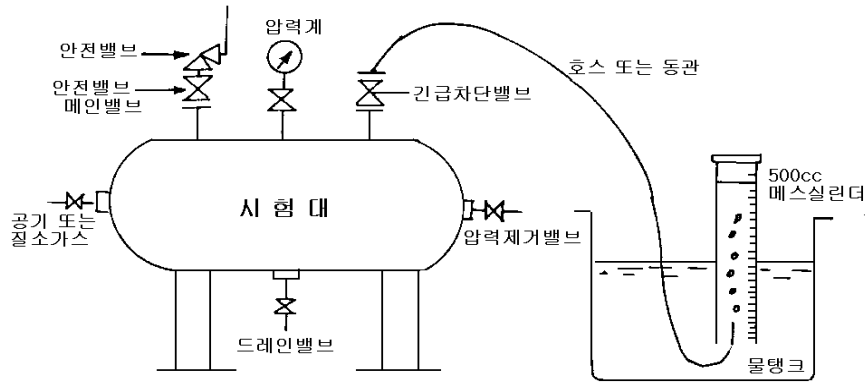 안전밸브
안전밸브
메인밸브
압력계
긴급차단밸브
호스 또는 동관
500cc
메스실린더
공기 또는
질소가스
시 험 대
압력제거밸브
드레인밸브
물탱크